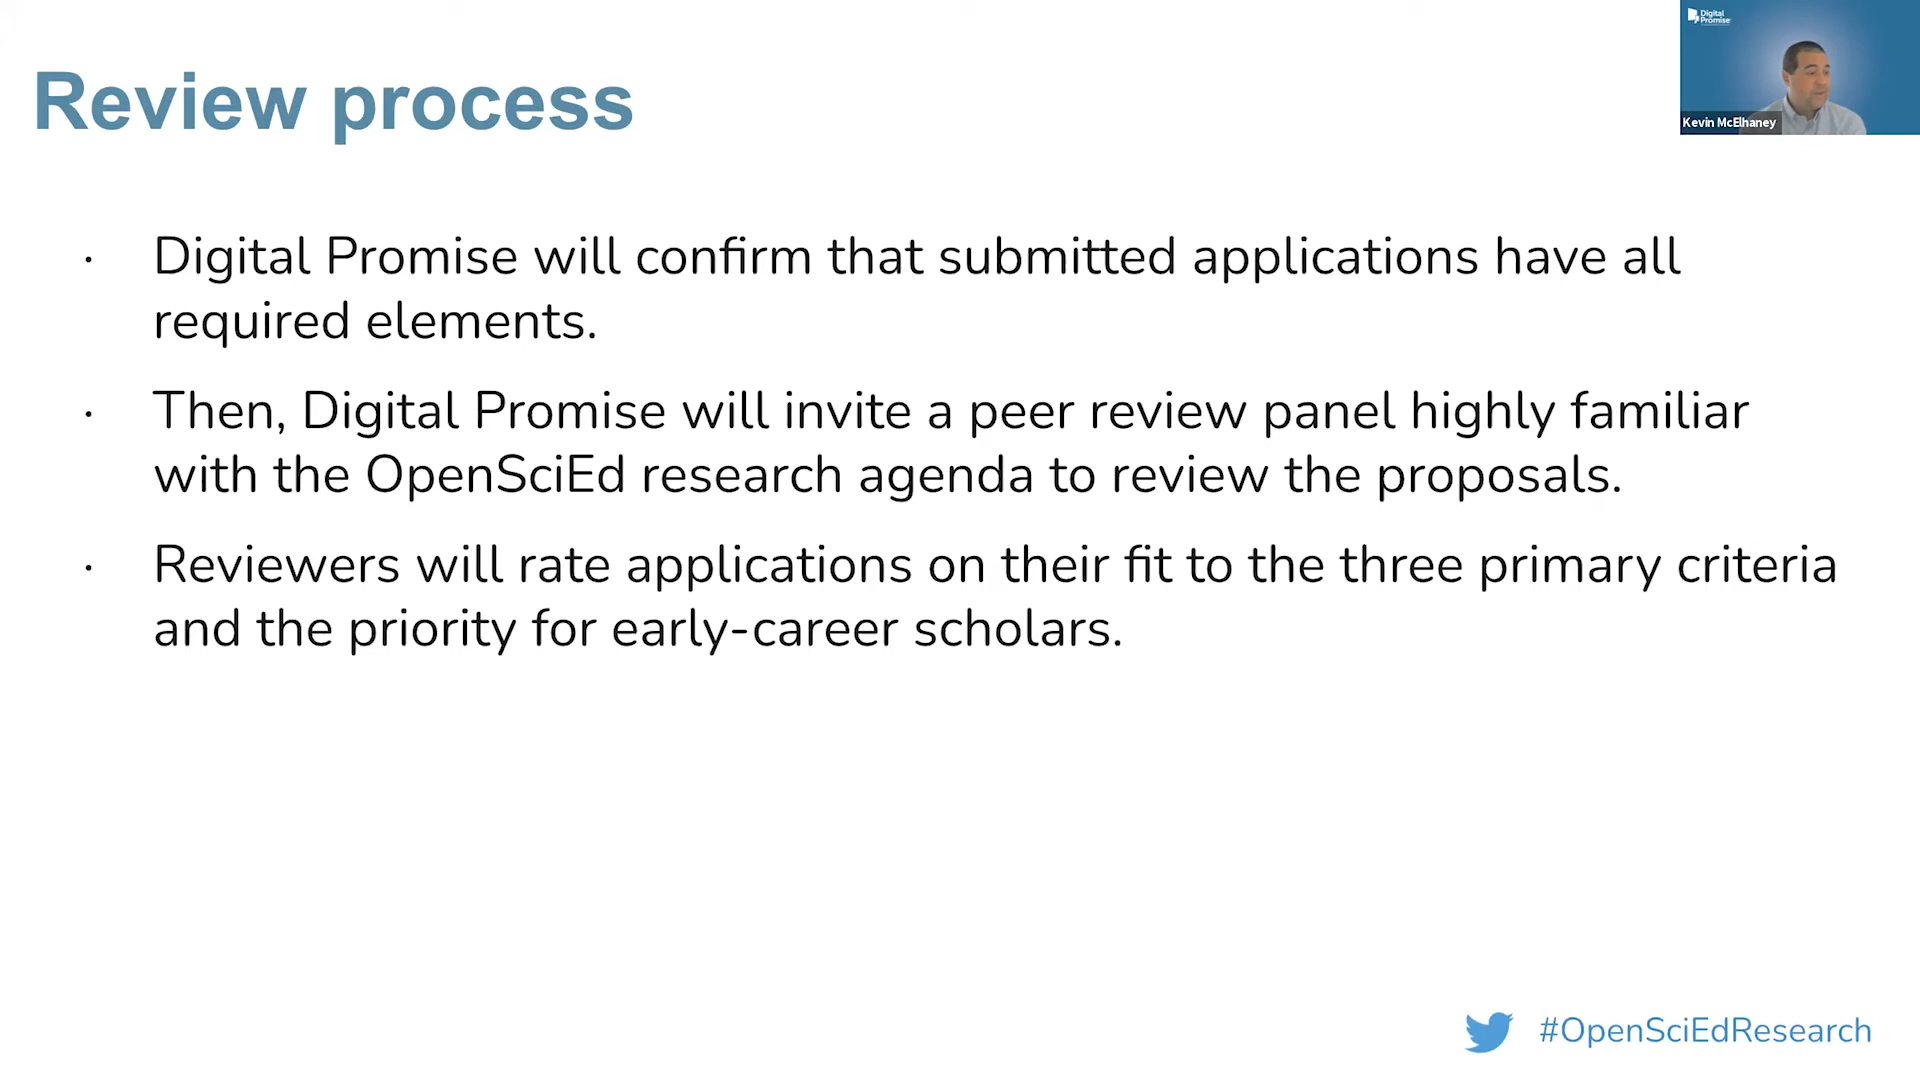 Review process
Digital Promise
Kevin McElhaney
· Digital Promise will confirm that submitted applications have all
required elements.
· Then, Digital Promise will invite a peer review panel highly familiar
with the OpenSciEd research agenda to review the proposals.
· Reviewers will rate applications on their fit to the three primary criteria
and the priority for early-career scholars.
#OpenSciEdResearch